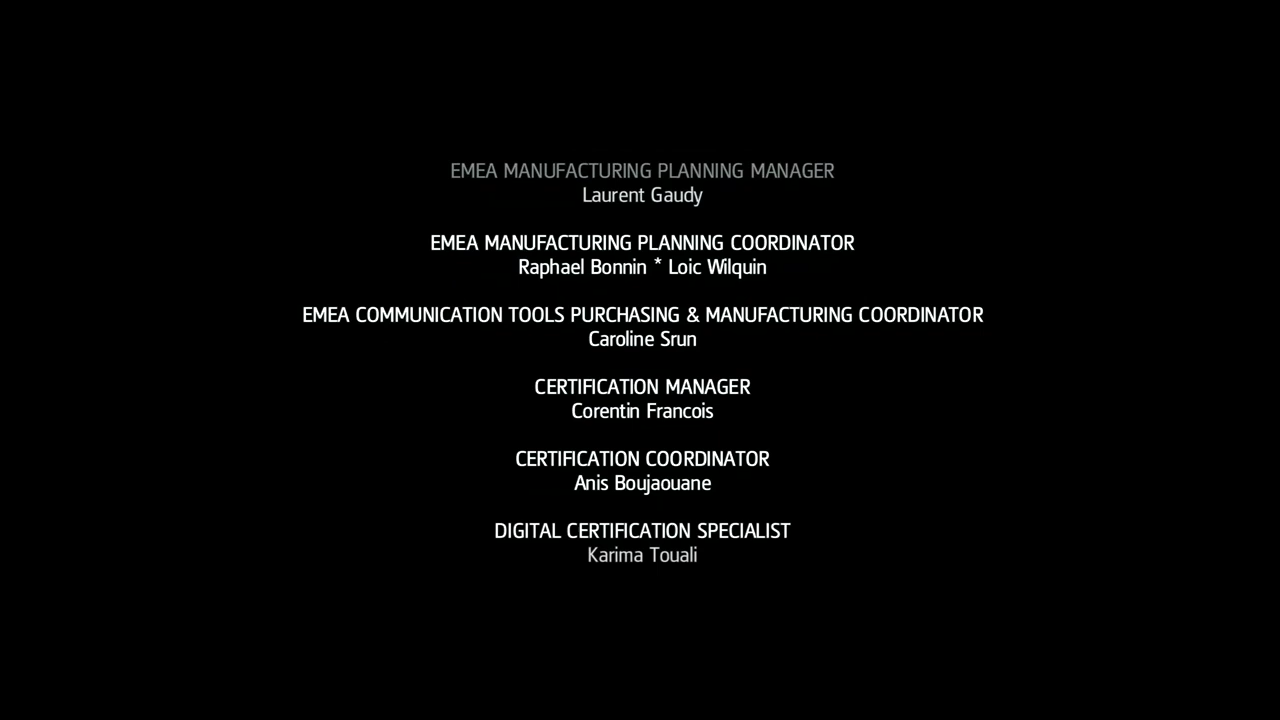 EMEA MANUFACTURING PLANNING MANAGER
Laurent Gaudy
EMEA MANUFACTURING PLANNING COORDINATOR
Raphael Bonnin * Loic Wilquin
EMEA COMMUNICATION TOOLS PURCHASING & MANUFACTURING COORDINATOR
Caroline Srun
CERTIFICATION MANAGER
Corentin Francois
CERTIFICATION COORDINATOR
Anis Boujaouane
DIGITAL CERTIFICATION SPECIALIST
Karima Touali